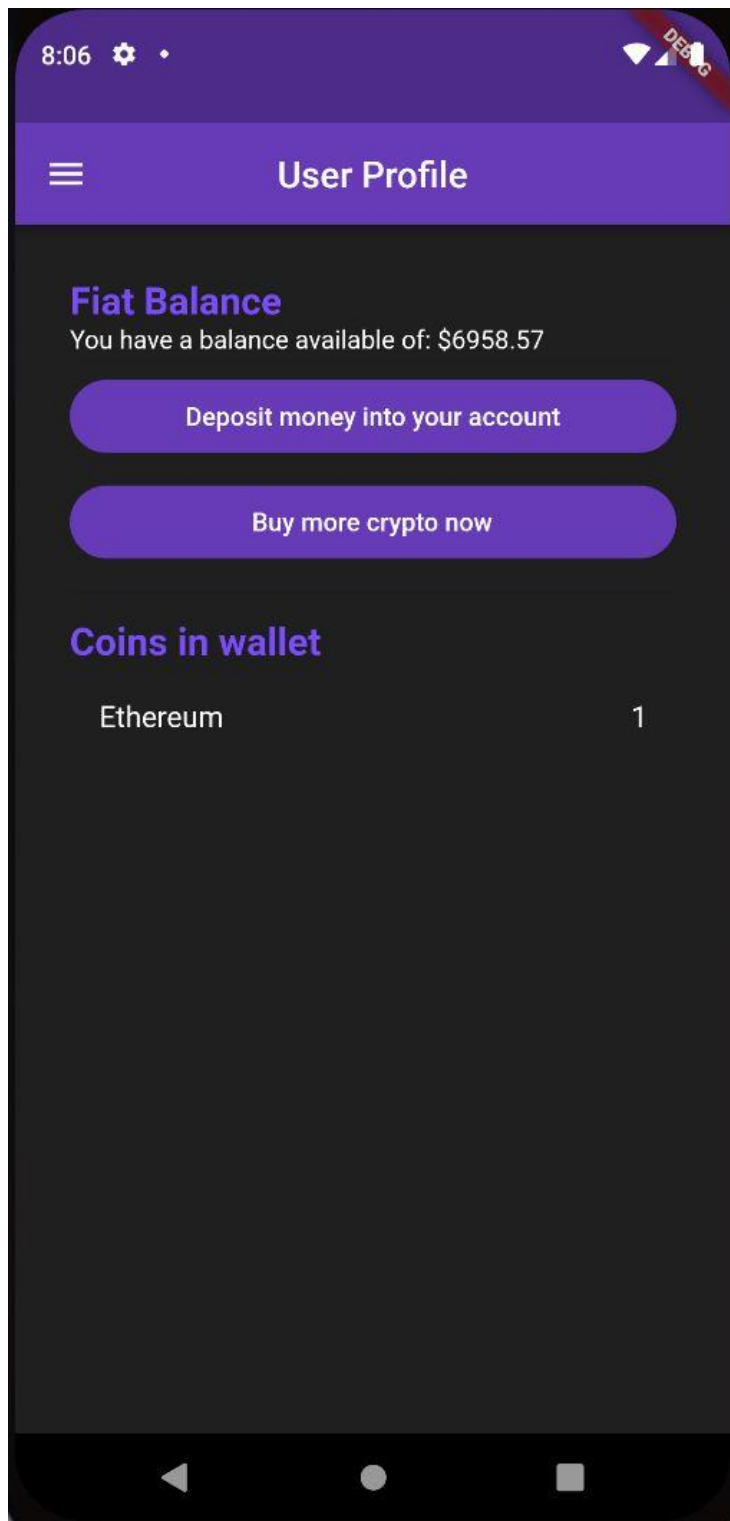 8:06
DEBUG
User Profile
Fiat Balance
You have a balance available of: $6958.57
Deposit money into your account
Buy more crypto now
Coins in wallet
Ethereum 1